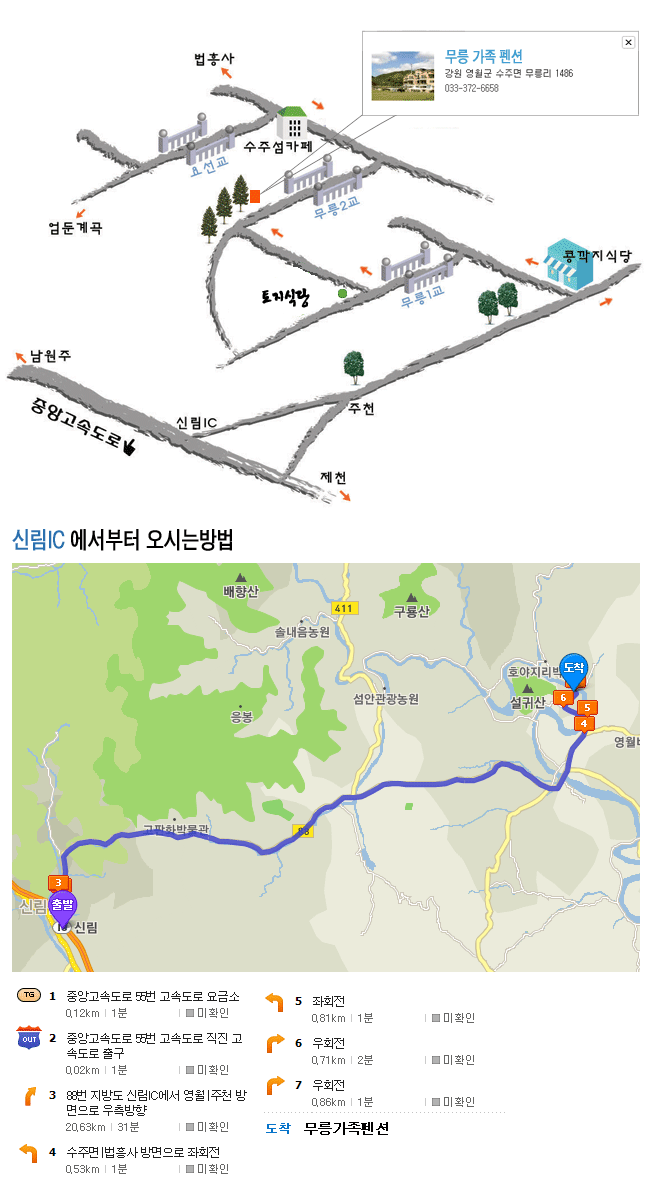 법흥사
무릉 가족 펜션
강원 영월군 수주면 무릉리 1486
033-372-6658
수주섬카페
요선교
무릉2교
엄둔계곡
콩깍지식당
토지식당
무릉1교
남원주
중앙고속도로
신림IC
주천
제천
신림IC 에서부터 오시는방법
배향산
411
구룡산
솔내음농원
호야지리박
도착
설귀산
6
5
4
섬안관광농원
응봉
영월
고판화박물관
88
3
출발
신림
신림
TG 1 중앙고속도로 55번 고속도로 요금소
0,12km | 1분 | 미확인
OUT 2 중앙고속도로 55번 고속도로 직진 고
속도로 출구
0,02km | 1분 | 미확인
3 88번 지방도 신림IC에서 영월|주천 방
면으로 우측방향
20,63km | 31분 | 미확인
4 수주면|법흥사 방면으로 좌회전
0,53km | 1분 | 미확인
5 좌회전
0,81km | 1분 | 미확인
6 우회전
0,71km | 2분 | 미확인
7 우회전
0,86km | 1분 | 미확인
도착 무릉가족펜션